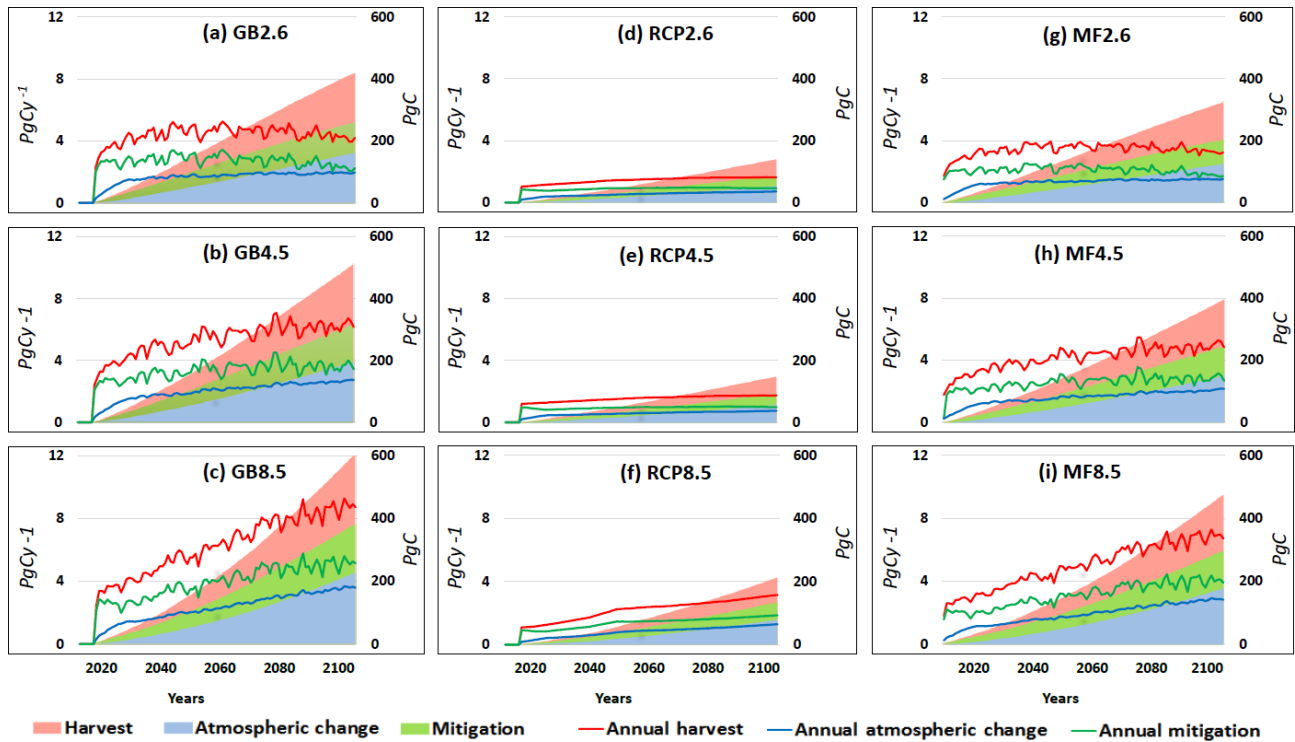 (a) GB2.6
12
8
4
0
PgCy -1
600
400
200
0
PgC
(d) RCP2.6
12
8
4
0
PgCy -1
600
400
200
0
PgC
(g) MF2.6
12
8
4
0
PgCy -1
600
400
200
0
PgC
(b) GB4.5
12
8
4
0
PgCy -1
600
400
200
0
PgC
(e) RCP4.5
12
8
4
0
PgCy -1
600
400
200
0
PgC
(h) MF4.5
12
8
4
0
PgCy -1
600
400
200
0
PgC
(c) GB8.5
12
8
4
0
PgCy -1
600
400
200
0
PgC
2020 2040 2060 2080 2100
Years
(f) RCP8.5
12
8
4
0
PgCy -1
600
400
200
0
PgC
2020 2040 2060 2080 2100
Years
(i) MF8.5
12
8
4
0
PgCy -1
600
400
200
0
PgC
2020 2040 2060 2080 2100
Years
Harvest Atmospheric change Mitigation Annual harvest Annual atmospheric change Annual mitigation